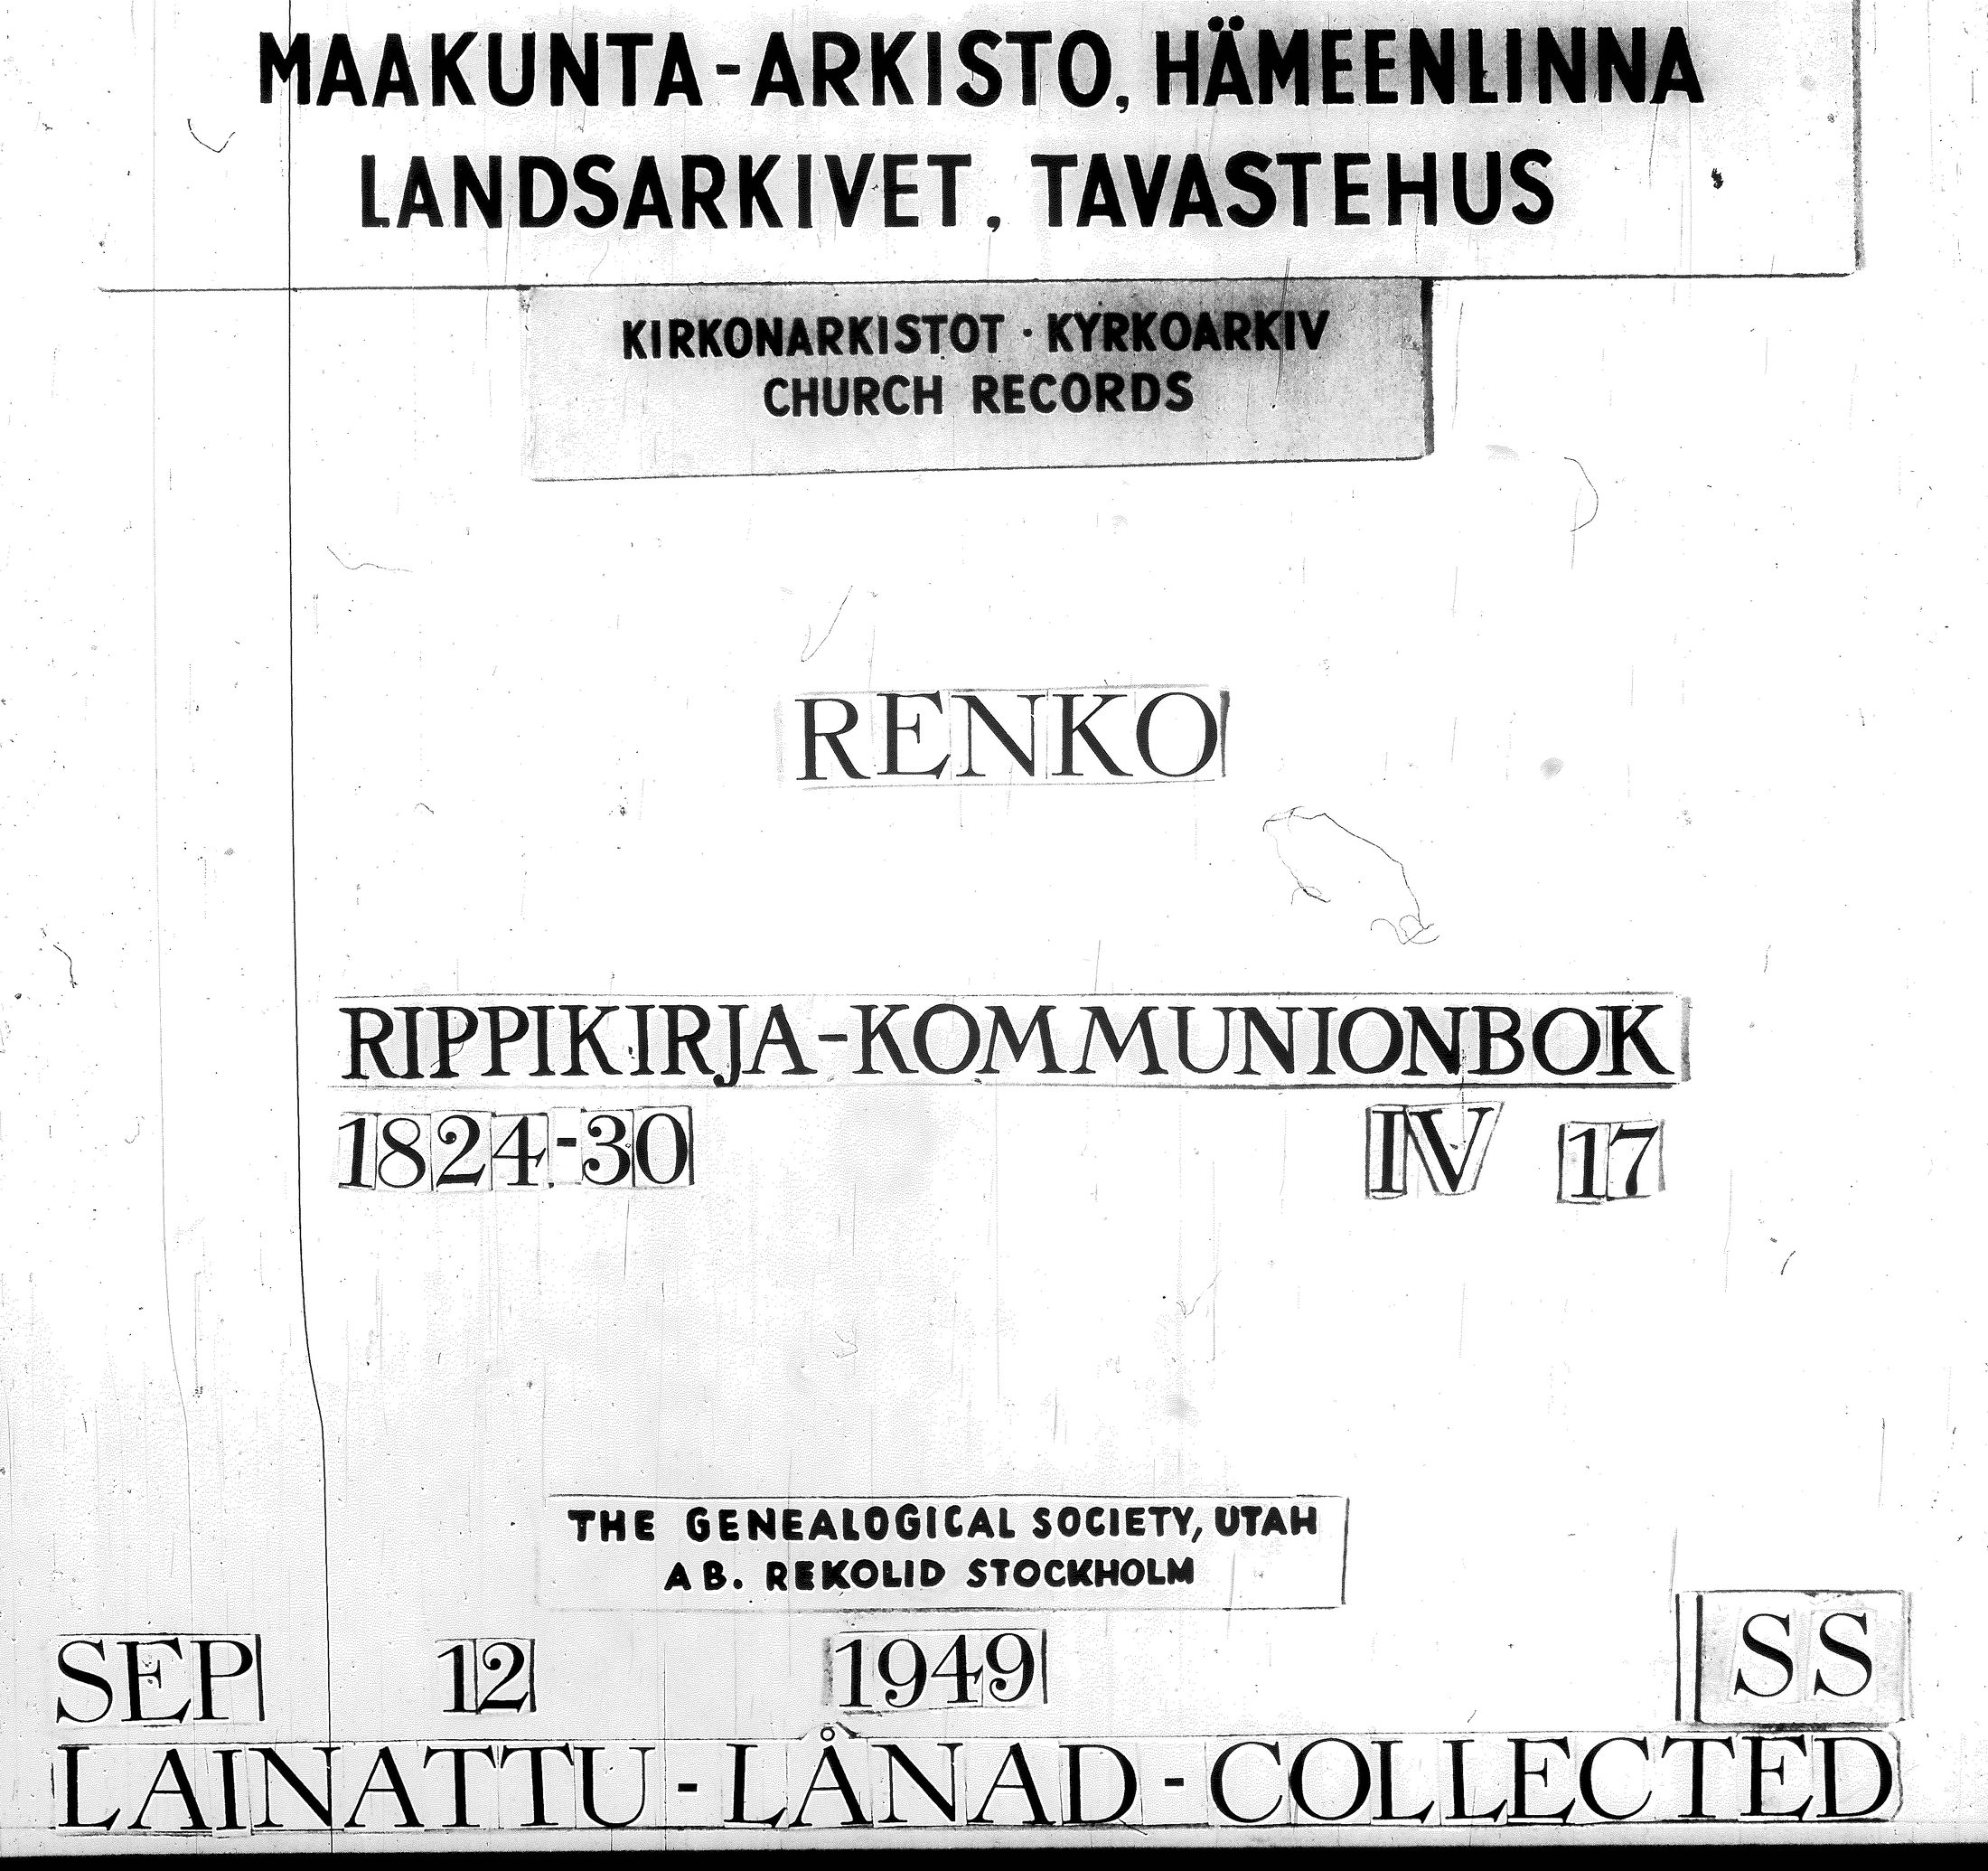 MAAKUNTA-ARKISTO, HÄMEENLINNA
LANDSARKIVET, TAVASTEHUS
KIRKONARKISTOT · KYRKOARKIV
CHURCH RECORDS
RENKO
RIPPIKIRJA-KOMMUNIONBOK
1824-30 IV 17
THE GENEALOGICAL SOCIETY, UTAH
AB. REKOLID STOCKHOLM
SEP 12 1949 SS
LAINATTU-LÅNAD-COLLECTED